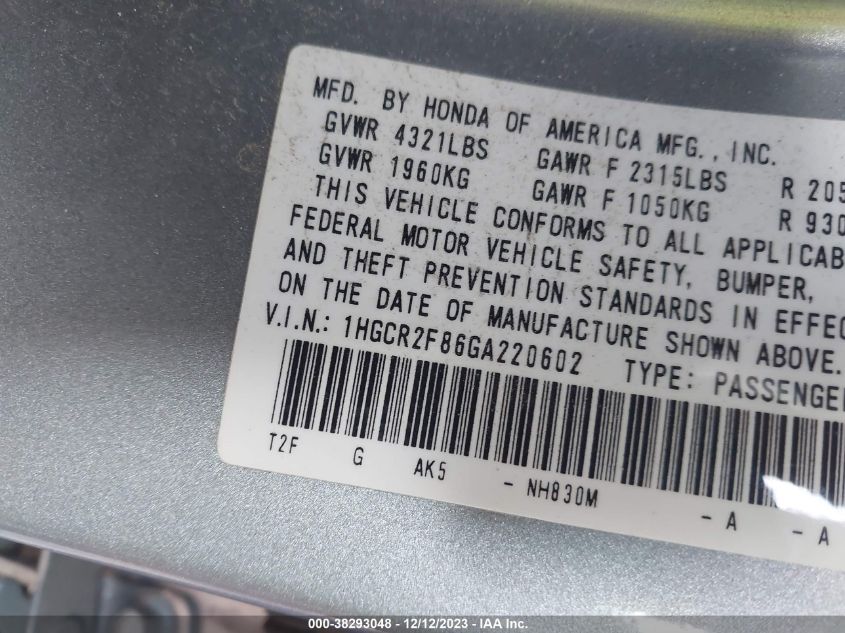 MFD. BY HONDA OF AMERICA MFG., INC.
GVWR 4321LBS GAWR F 2315LBS R 205
GVWR 1960KG GAWR F 1050KG R 930
THIS VEHICLE CONFORMS TO ALL APPLICAB
FEDERAL MOTOR VEHICLE SAFETY, BUMPER,
AND THEFT PREVENTION STANDARDS IN EFFEC
ON THE DATE OF MANUFACTURE SHOWN ABOVE.
V.I.N.: 1HGCR2F86GA220602 TYPE: PASSENGE
T2F G AK5 - NH830M - A - A
000-38293048 - 12/12/2023 - © IAA, Inc.